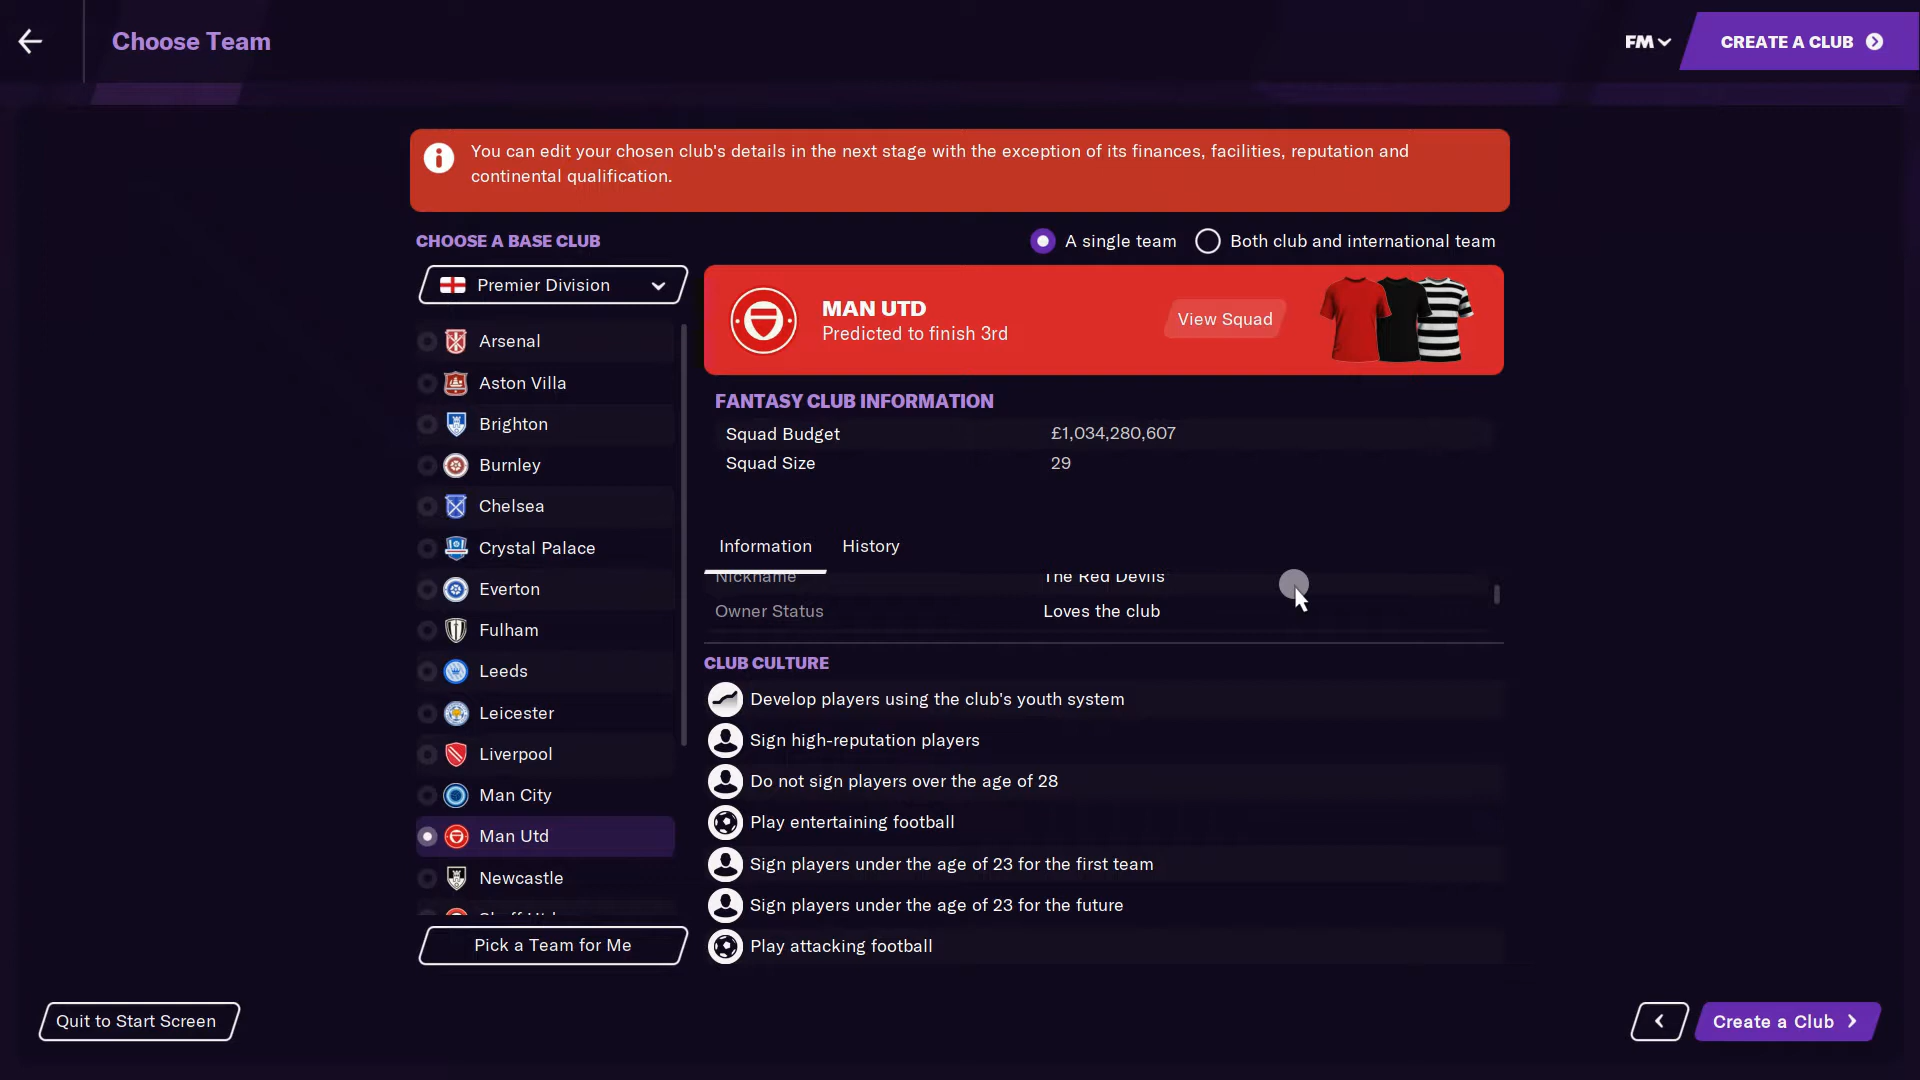 Choose Team
FM
CREATE A CLUB
You can edit your chosen club's details in the next stage with the exception of its finances, facilities, reputation and
continental qualification.
CHOOSE A BASE CLUB
A single team
Both club and international team
Premier Division
Arsenal
Aston Villa
Brighton
Burnley
Chelsea
Crystal Palace
Everton
Fulham
Leeds
Leicester
Liverpool
Man City
Man Utd
Newcastle
Pick a Team for Me
MAN UTD
Predicted to finish 3rd
View Squad
FANTASY CLUB INFORMATION
Squad Budget £1,034,280,607
Squad Size 29
Information History
Nickname The Red Devils
Owner Status Loves the club
CLUB CULTURE
Develop players using the club's youth system
Sign high-reputation players
Do not sign players over the age of 28
Play entertaining football
Sign players under the age of 23 for the first team
Sign players under the age of 23 for the future
Play attacking football
Quit to Start Screen
Create a Club